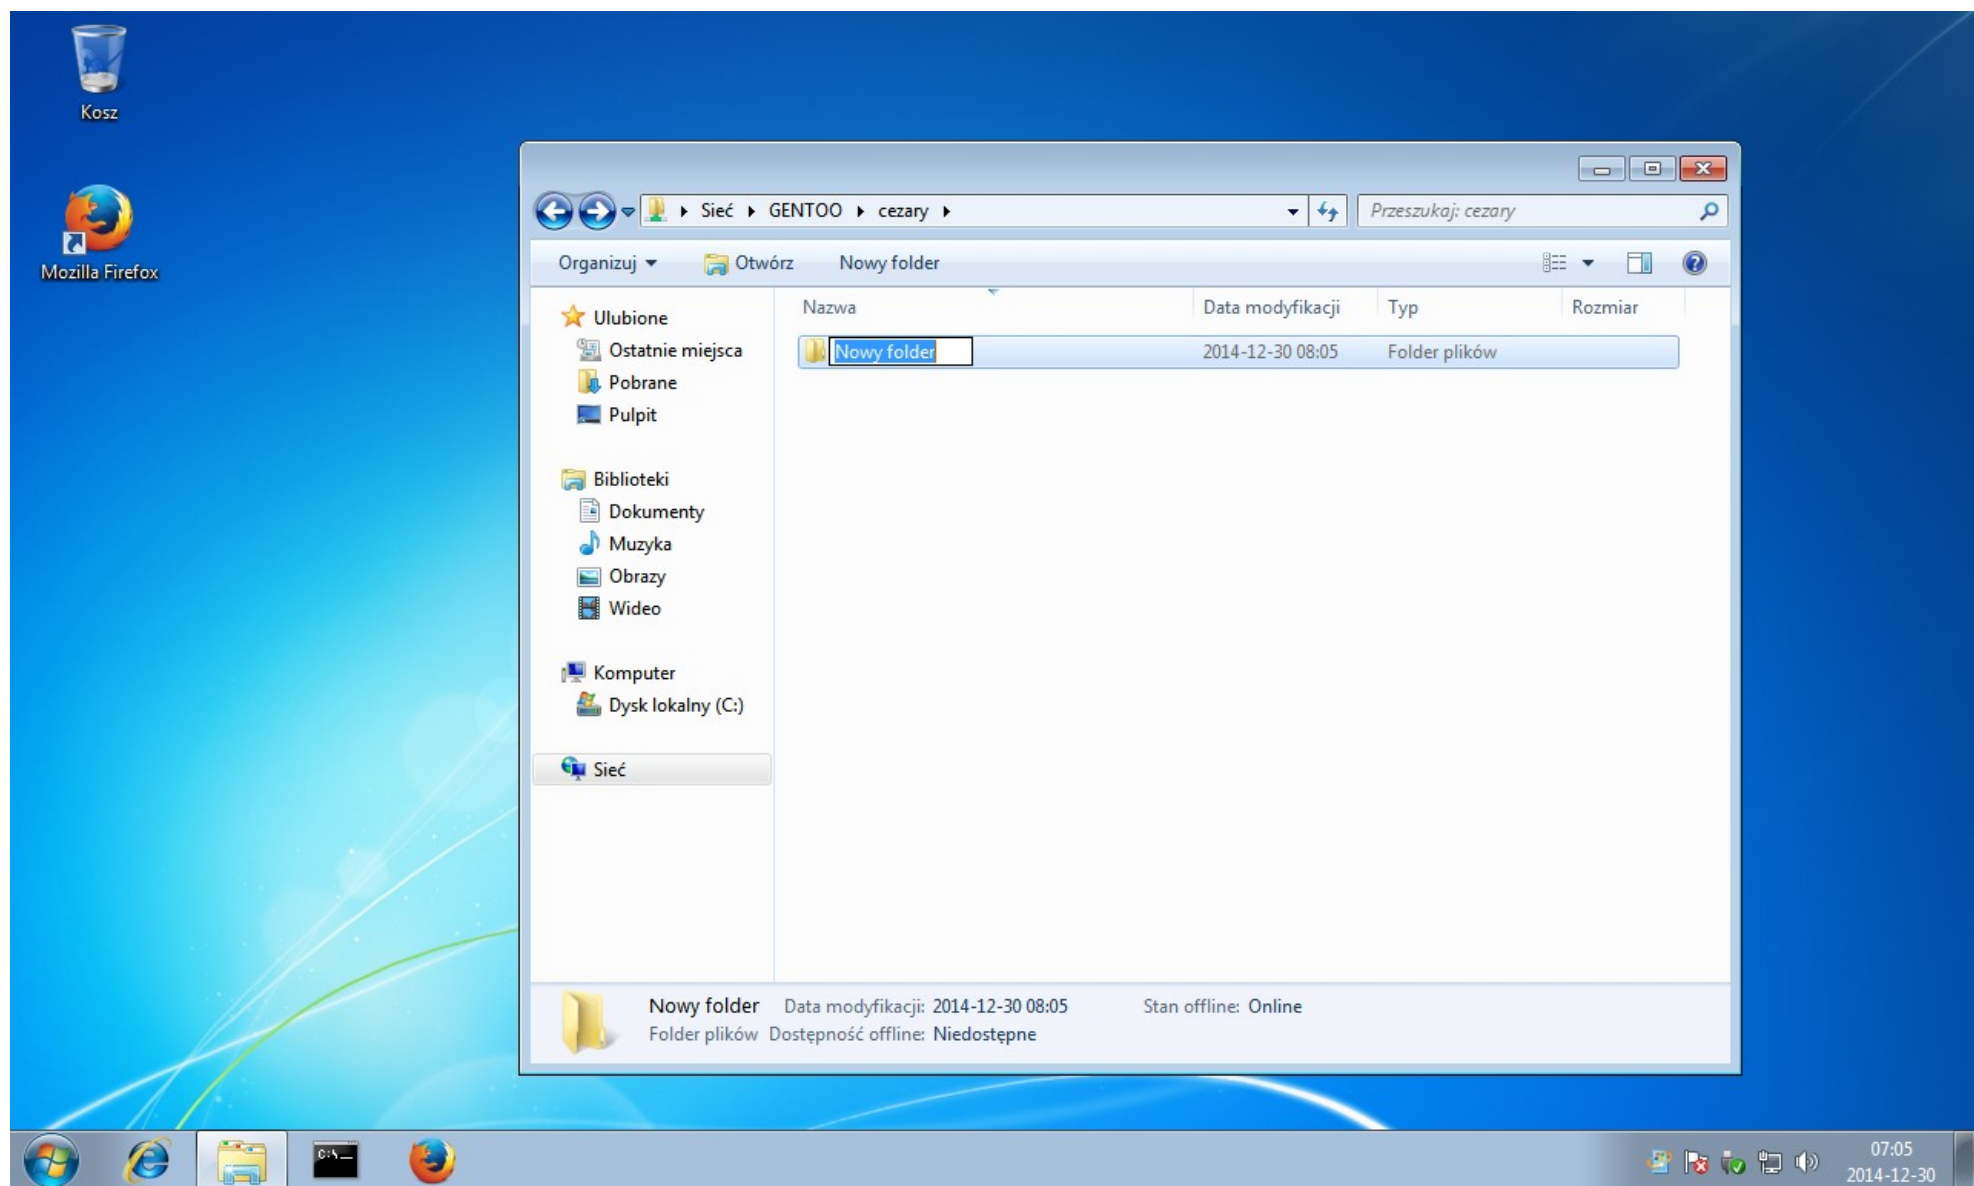 Kosz
Mozilla Firefox
Sieć GENTOO cezary
Przeszukaj: cezary
Organizuj Otwórz Nowy folder
Nazwa Data modyfikacji Typ Rozmiar
Nowy folder 2014-12-30 08:05 Folder plików
Ulubione
Ostatnie miejsca
Pobrane
Pulpit
Biblioteki
Dokumenty
Muzyka
Obrazy
Wideo
Komputer
Dysk lokalny (C:)
Sieć
Nowy folder Data modyfikacji: 2014-12-30 08:05 Stan offline: Online
Folder plików Dostępność offline: Niedostępne
C:\_
07:05
2014-12-30